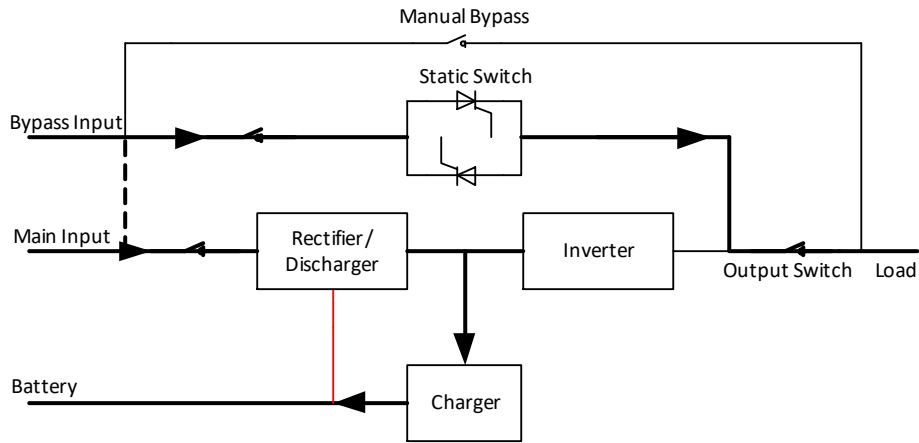 Manual Bypass
Static Switch
Bypass Input
Main Input
Rectifier/
Discharger
Inverter
Output Switch
Load
Battery
Charger